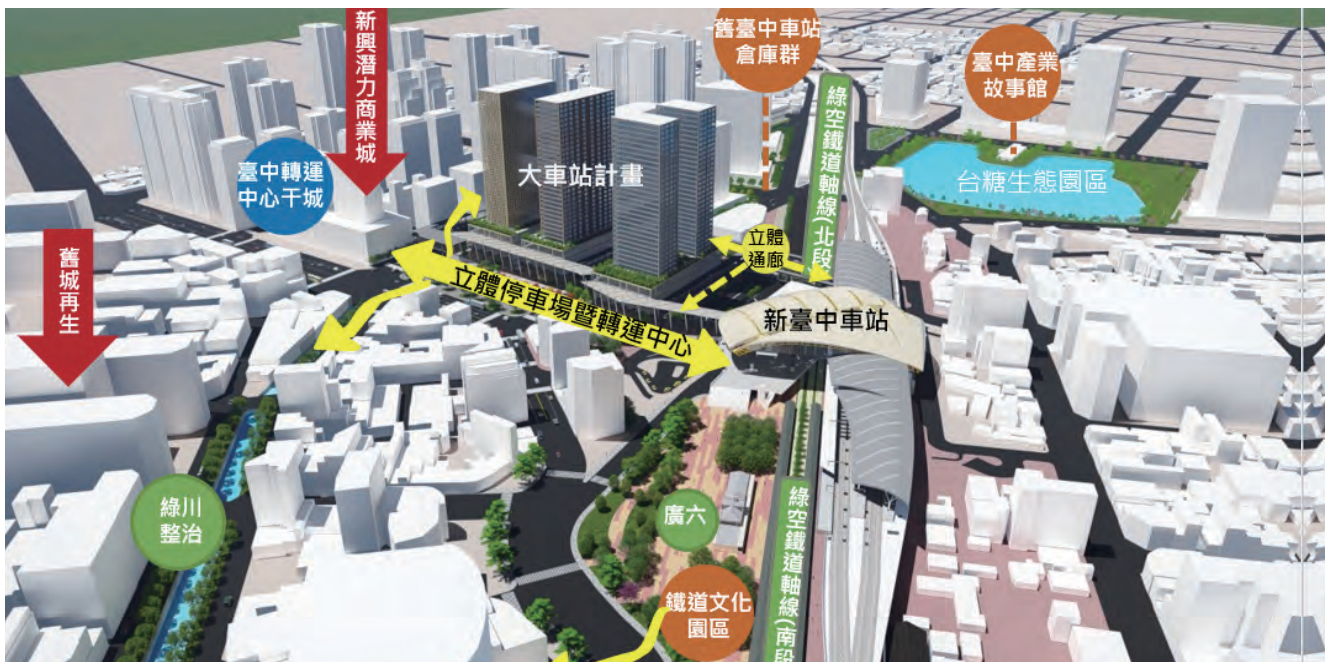 新興潛力商業城
舊臺中車站
倉庫群
臺中產業
故事館
綠空鐵道軸線(北段)
臺中轉運
中心干城
大車站計畫
台糖生態園區
舊城再生
立體
通廊
立體停車場暨轉運中心
新臺中車站
綠川
整治
廣六
綠空鐵道軸線(南段
鐵道文化
園區